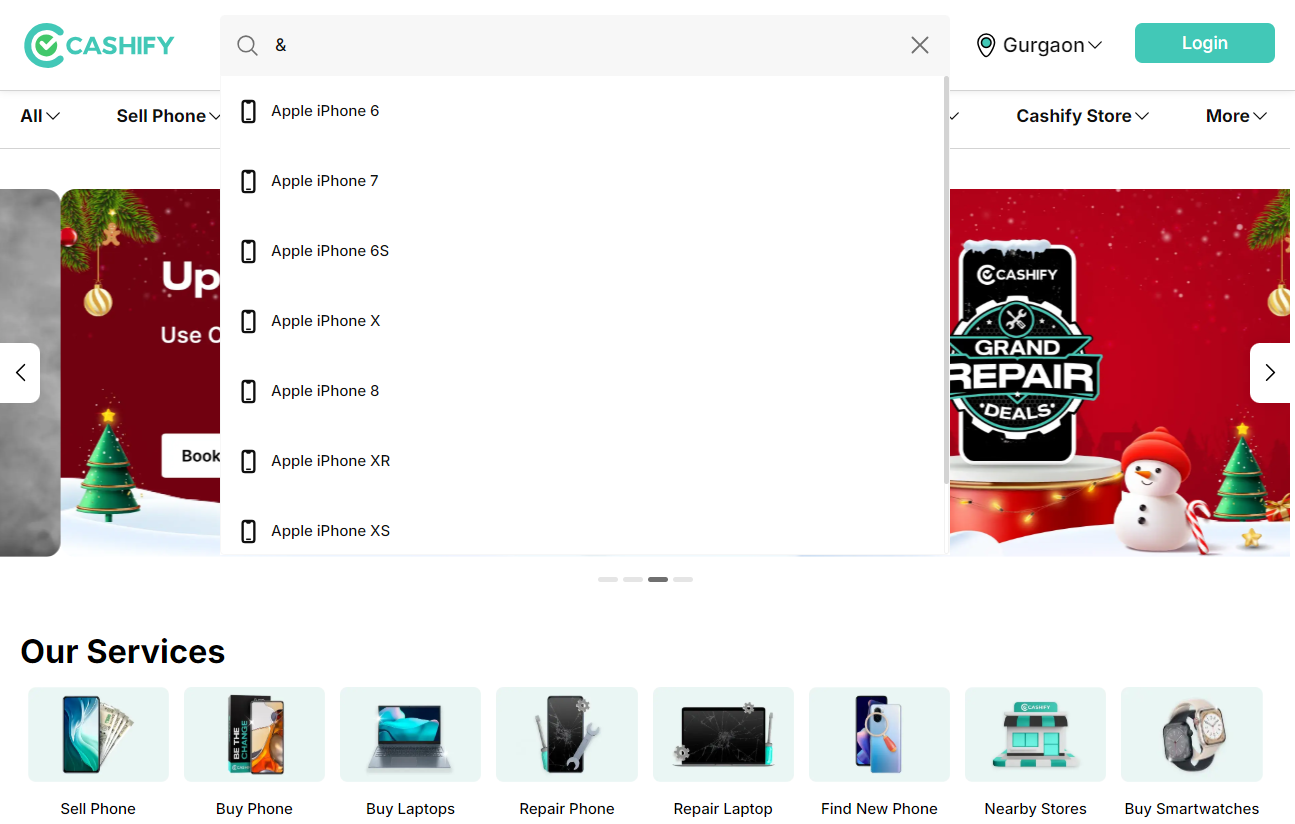 CASHIFY
&
Gurgaon
Login
All
Sell Phone
Cashify Store
More
Apple iPhone 6
Apple iPhone 7
Apple iPhone 6S
Apple iPhone X
Apple iPhone 8
Apple iPhone XR
Apple iPhone XS
Up
Use C
Book
CASHIFY
GRAND
REPAIR
DEALS
Our Services
BE THE
CHANGE
CASHIFY
Sell Phone
Buy Phone
Buy Laptops
Repair Phone
Repair Laptop
Find New Phone
Nearby Stores
Buy Smartwatches